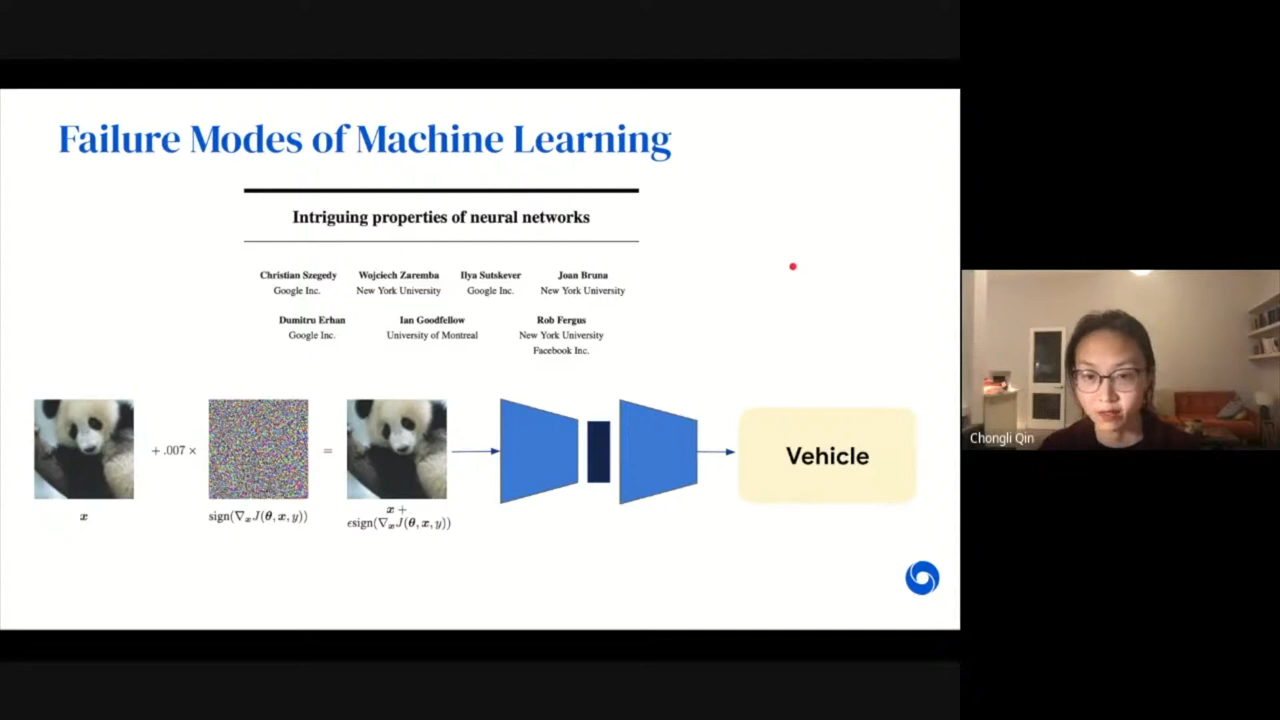 Failure Modes of Machine Learning
Intriguing properties of neural networks
Christian Szegedy Wojciech Zaremba Ilya Sutskever Joan Bruna
Google Inc. New York University Google Inc. New York University
Dumitru Erhan Ian Goodfellow Rob Fergus
Google Inc. University of Montreal New York University
Facebook Inc.
+ .007 × = Vehicle
x sign(∇ₓJ(θ, x, y)) x +
ϵsign(∇ₓJ(θ, x, y))
Chongli Qin